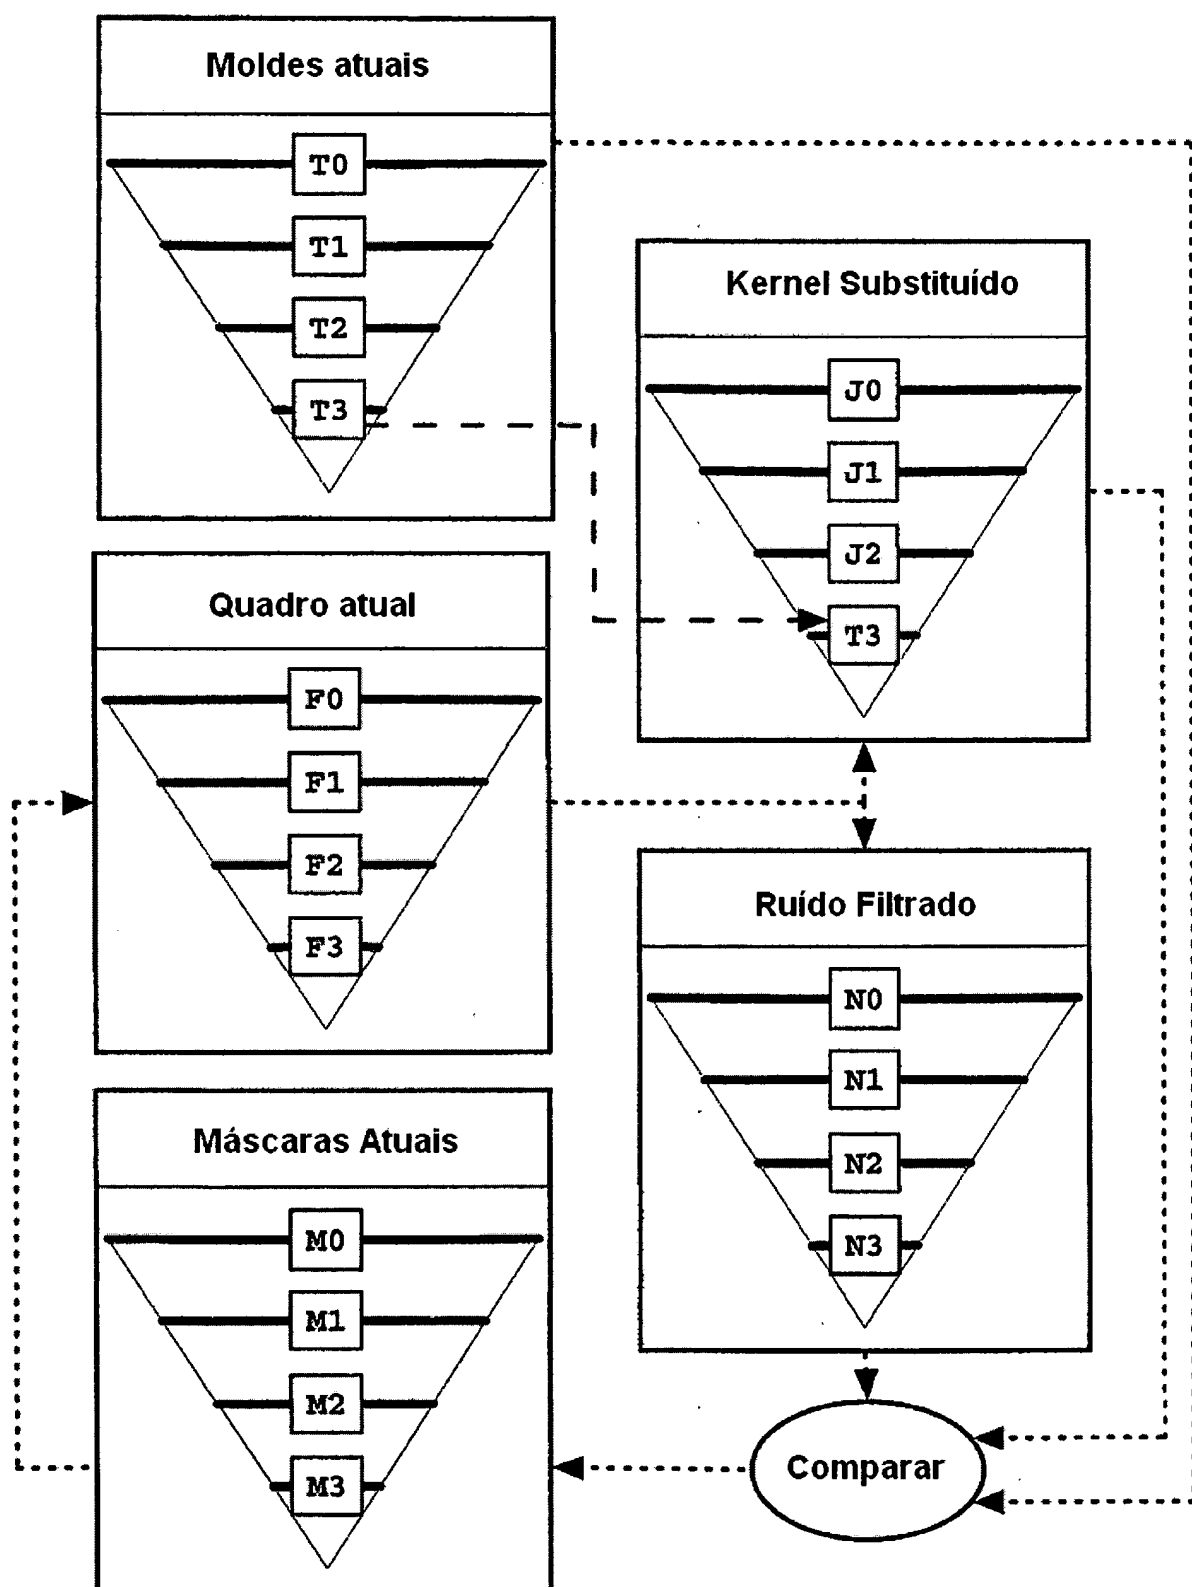 Moldes atuais
T0
T1
T2
T3
Kernel Substituído
J0
J1
J2
T3
Quadro atual
F0
F1
F2
F3
Ruído Filtrado
N0
N1
N2
N3
Máscaras Atuais
M0
M1
M2
M3
Comparar